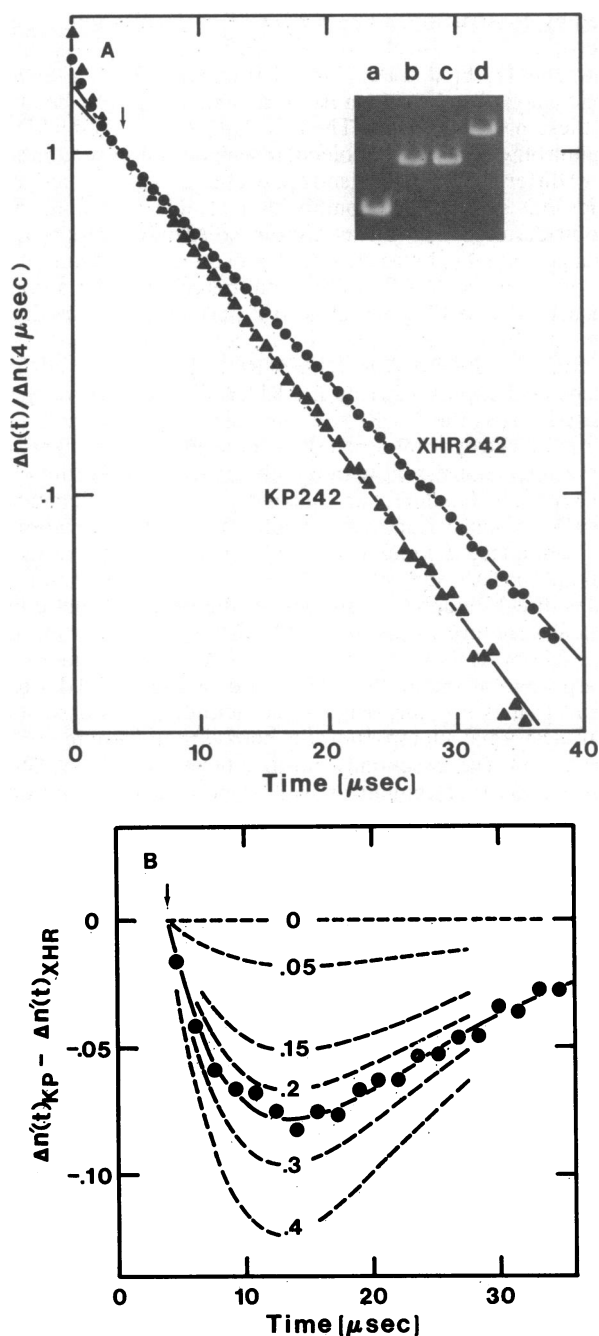 A
a b c d
1
Δn(t)/Δn(4 μsec)
XHR242
KP242
.1
0 10 20 30 40
Time [μsec]
B
0
0
.05
-.05
.15
.2
.3
-.10
.4
Δn'(t)KP - Δn'(t)XHR
0 10 20 30
Time [μsec]